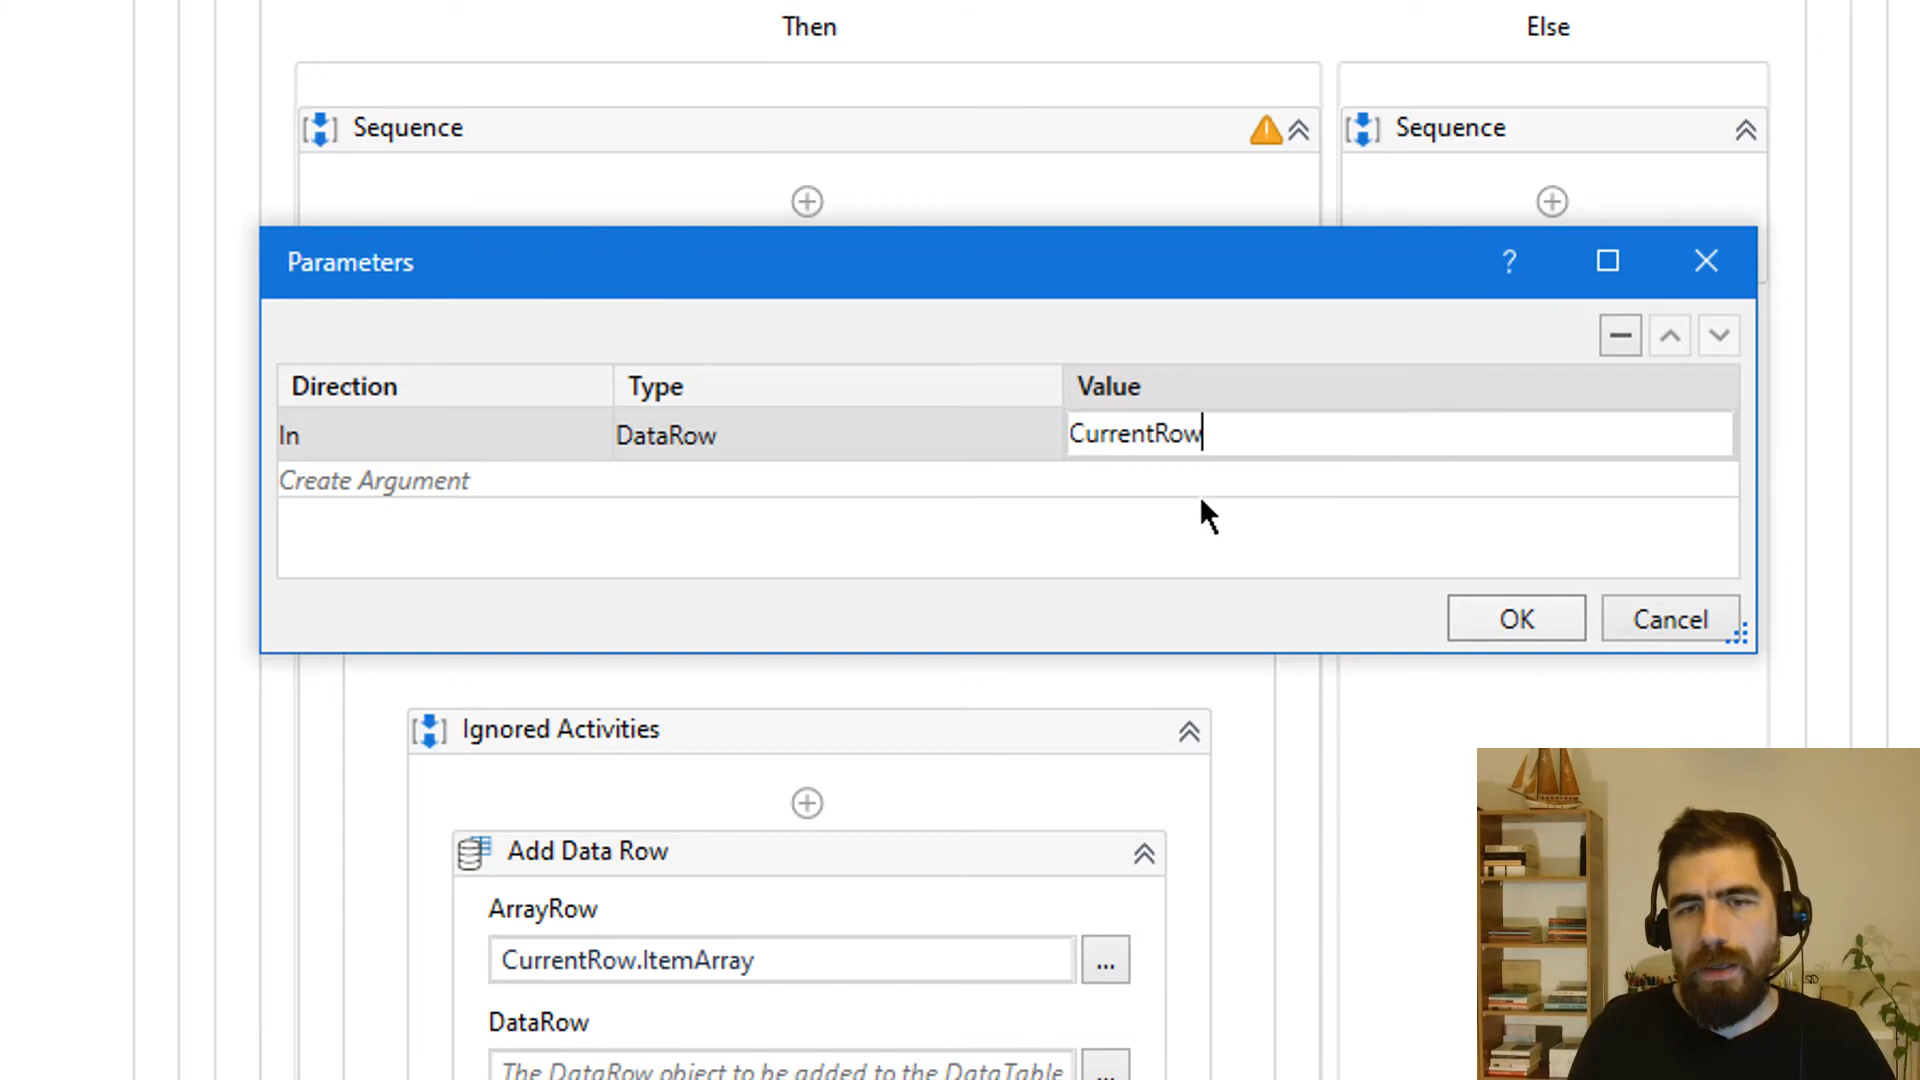 Then
Else
Sequence
Sequence
Parameters
?
Direction
Type
Value
In
DataRow
CurrentRow
Create Argument
OK
Cancel
Ignored Activities
Add Data Row
ArrayRow
CurrentRow.ItemArray
...
DataRow
The DataRow object to be added to the DataTable
...